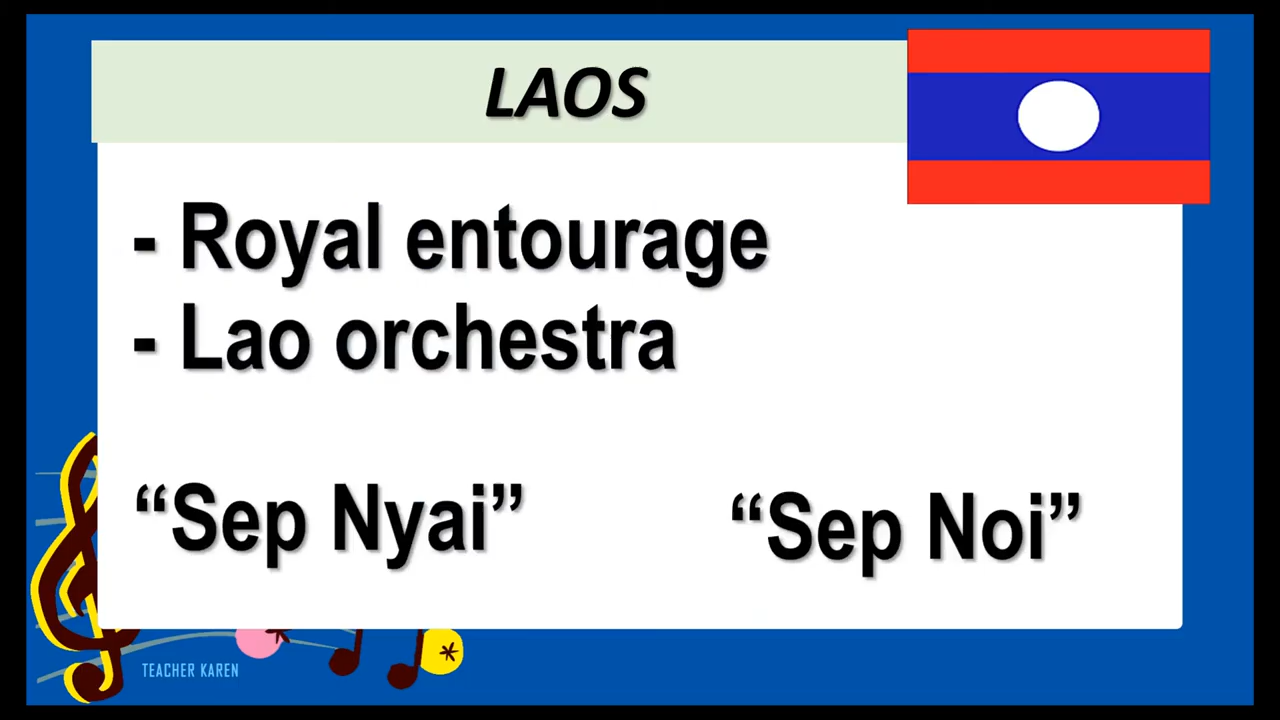 LAOS
- Royal entourage
- Lao orchestra
“Sep Nyai” “Sep Noi”
TEACHER KAREN